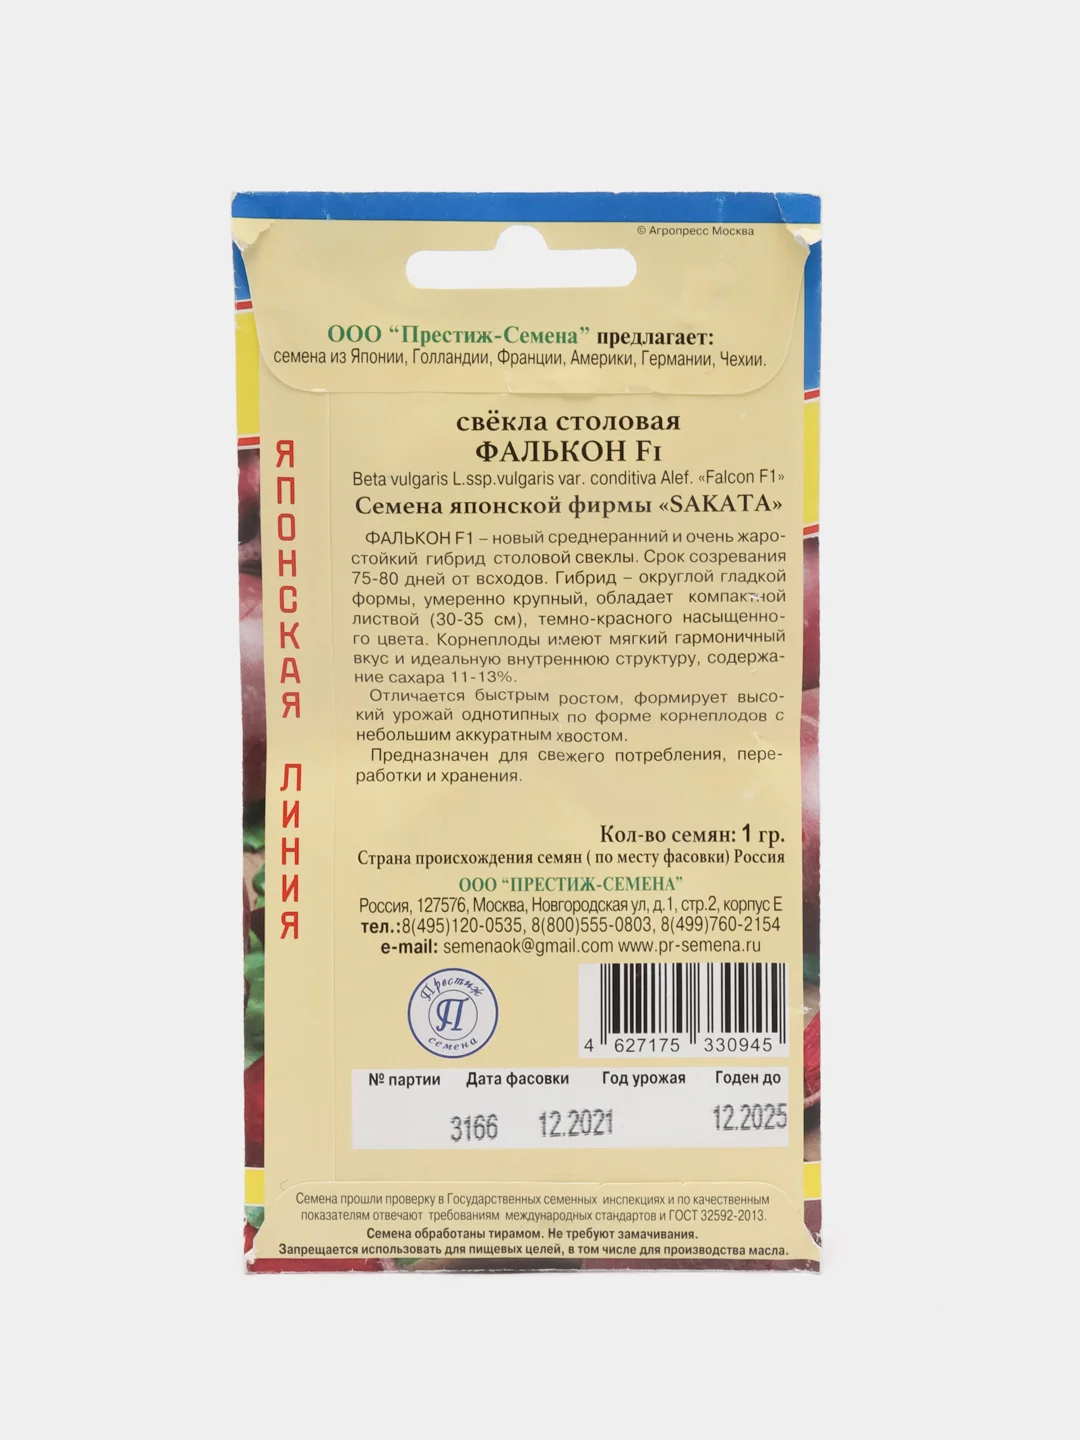 © Агропресс Москва
ООО “Престиж-Семена” предлагает:
семена из Японии, Голландии, Франции, Америки, Германии, Чехии.
свёкла столовая
ФАЛЬКОН F1
Beta vulgaris L.ssp.vulgaris var. conditiva Alef. «Falcon F1»
Семена японской фирмы «SAKATA»
ФАЛЬКОН F1 – новый среднеранний и очень жаро-
стойкий гибрид столовой свеклы. Срок созревания
75-80 дней от всходов. Гибрид – округлой гладкой
формы, умеренно крупный, обладает компактной
листвой (30-35 см), темно-красного насыщенно-
го цвета. Корнеплоды имеют мягкий гармоничный
вкус и идеальную внутреннюю структуру, содержа-
ние сахара 11-13%.
Отличается быстрым ростом, формирует высо-
кий урожай однотипных по форме корнеплодов с
небольшим аккуратным хвостом.
Предназначен для свежего потребления, пере-
работки и хранения.
ЯПОНСКАЯ ЛИНИЯ
Кол-во семян: 1 гр.
Страна происхождения семян ( по месту фасовки) Россия
ООО “ПРЕСТИЖ-СЕМЕНА”
Россия, 127576, Москва, Новгородская ул, д.1, стр.2, корпус Е
тел.:8(495)120-0535, 8(800)555-0803, 8(499)760-2154
e-mail: semenaok@gmail.com www.pr-semena.ru
Престиж
П
семена
4 627175 330945
№ партии Дата фасовки Год урожая Годен до
3166 12.2021 12.2025
Семена прошли проверку в Государственных семенных инспекциях и по качественным
показателям отвечают требованиям международных стандартов и ГОСТ 32592-2013.
Семена обработаны тирамом. Не требуют замачивания.
Запрещается использовать для пищевых целей, в том числе для производства масла.